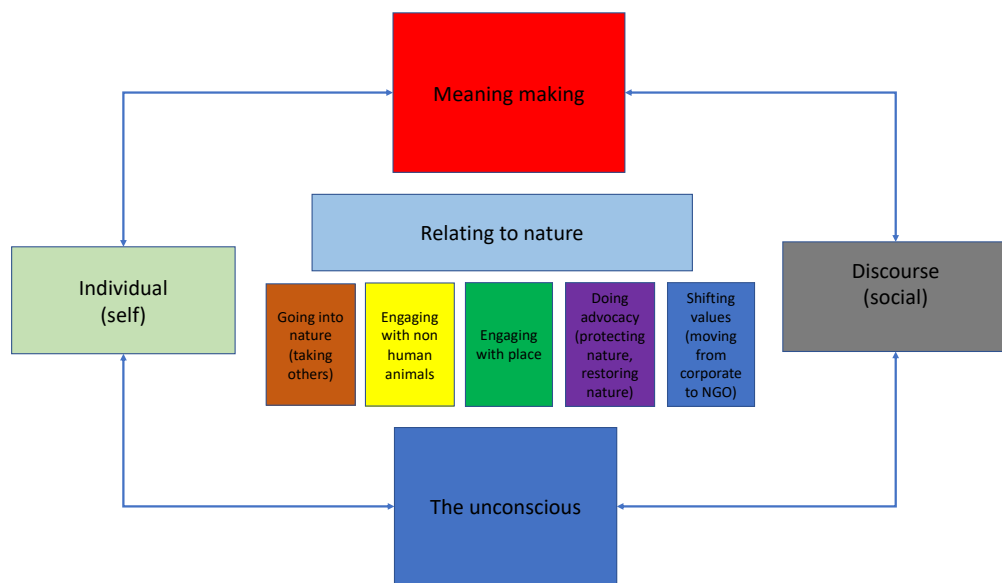 Meaning making
Relating to nature
Individual
(self)
Discourse
(social)
Going into
nature
(taking
others)
Engaging
with non
human
animals
Engaging
with place
Doing
advocacy
(protecting
nature,
restoring
nature)
Shifting
values
(moving
from
corporate
to NGO)
The unconscious